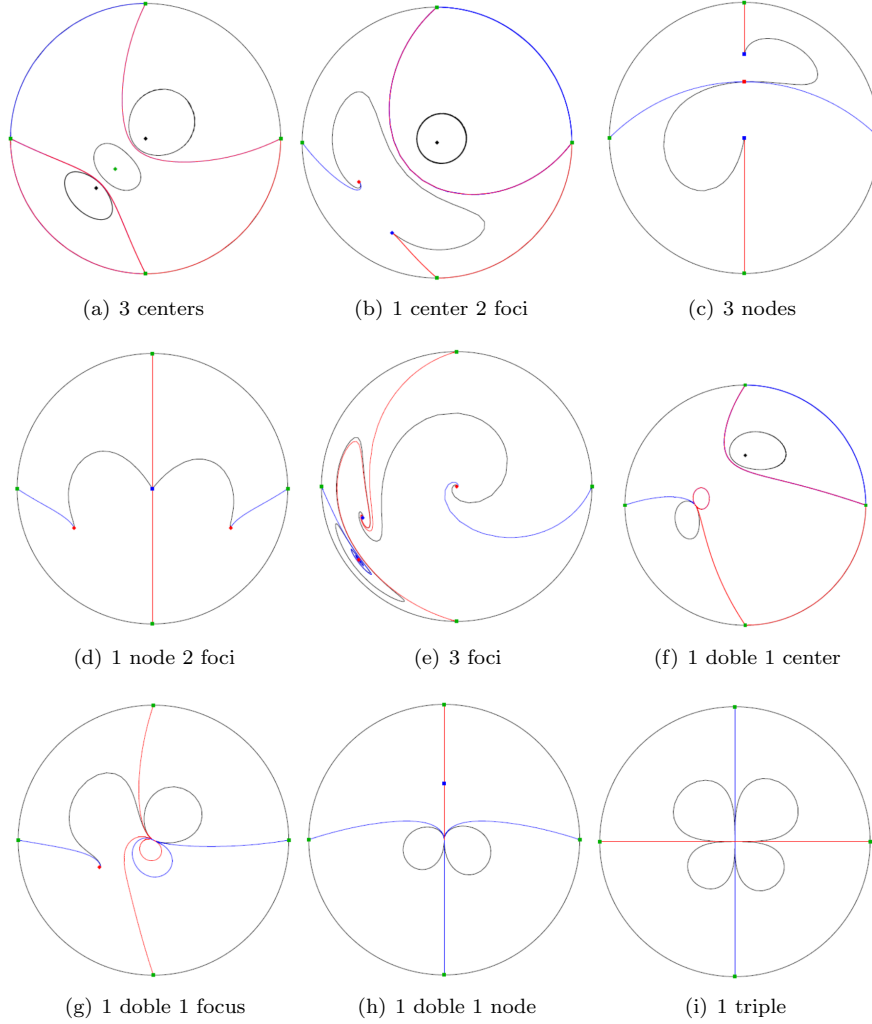 (a) 3 centers
(b) 1 center 2 foci
(c) 3 nodes
(d) 1 node 2 foci
(e) 3 foci
(f) 1 doble 1 center
(g) 1 doble 1 focus
(h) 1 doble 1 node
(i) 1 triple